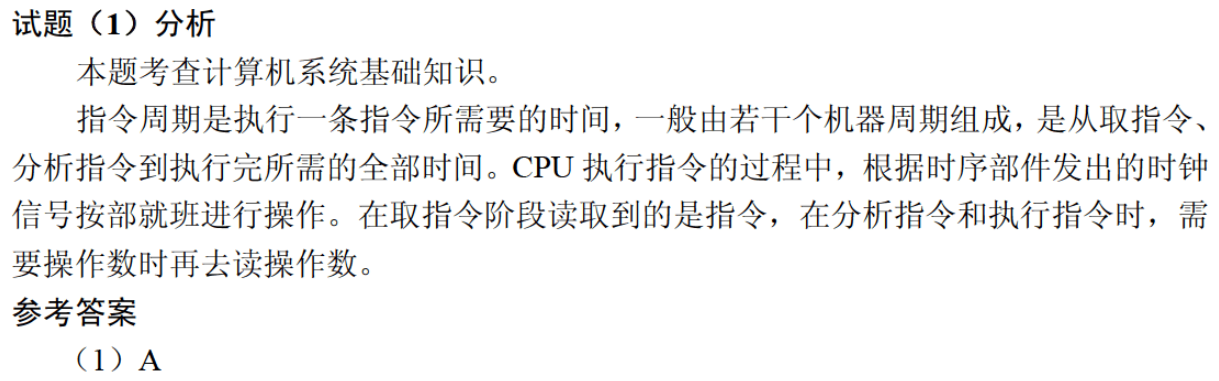 试题（1）分析
本题考查计算机系统基础知识。
指令周期是执行一条指令所需要的时间，一般由若干个机器周期组成，是从取指令、
分析指令到执行完所需的全部时间。CPU 执行指令的过程中，根据时序部件发出的时钟
信号按部就班进行操作。在取指令阶段读取到的是指令，在分析指令和执行指令时，需
要操作数时再去读操作数。
参考答案
（1）A